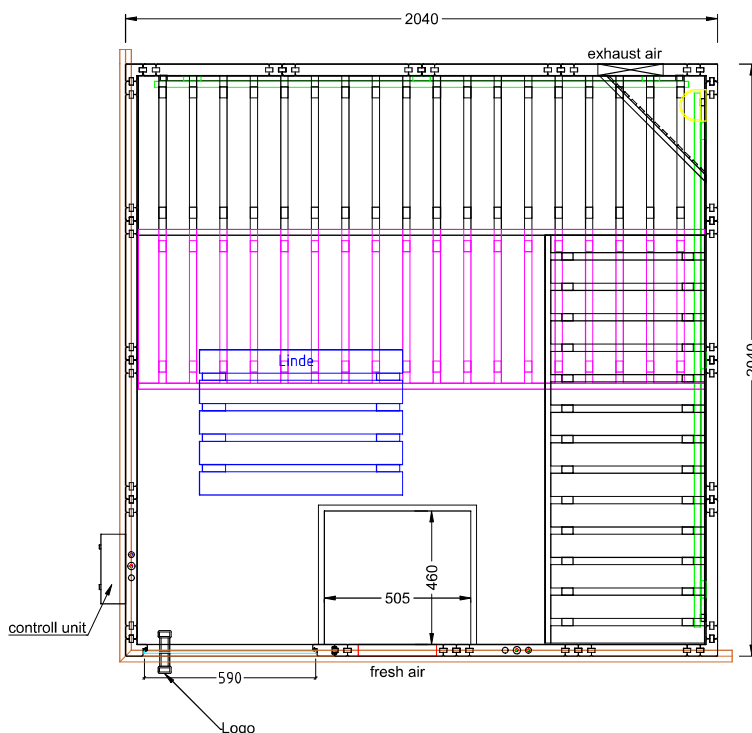 2040
exhaust air
2040
Linde
460
505
controll unit
fresh air
590
Logo